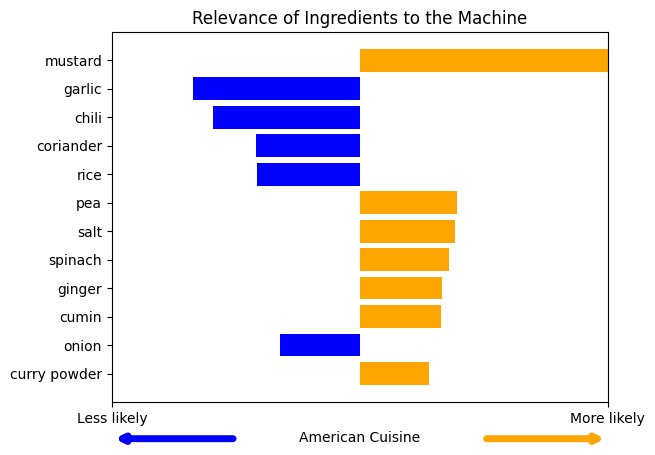 Relevance of Ingredients to the Machine
mustard
garlic
chili
coriander
rice
pea
salt
spinach
ginger
cumin
onion
curry powder
Less likely
More likely
American Cuisine